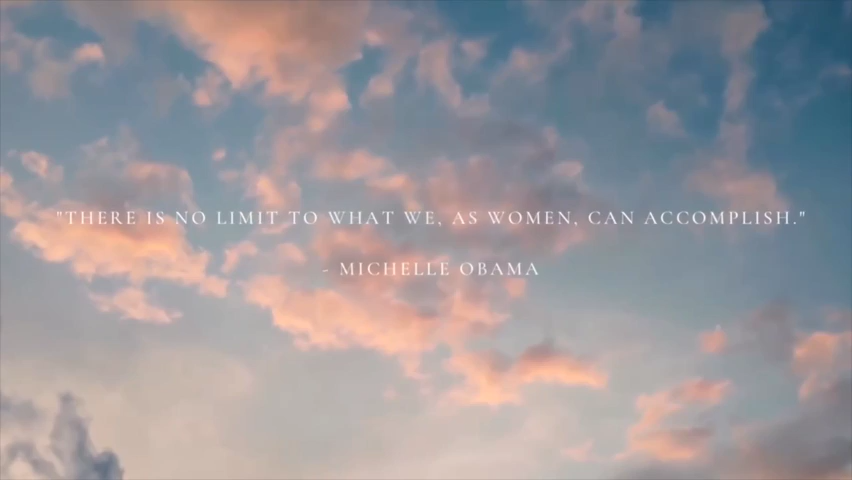 "THERE IS NO LIMIT TO WHAT WE, AS WOMEN, CAN ACCOMPLISH."
- MICHELLE OBAMA